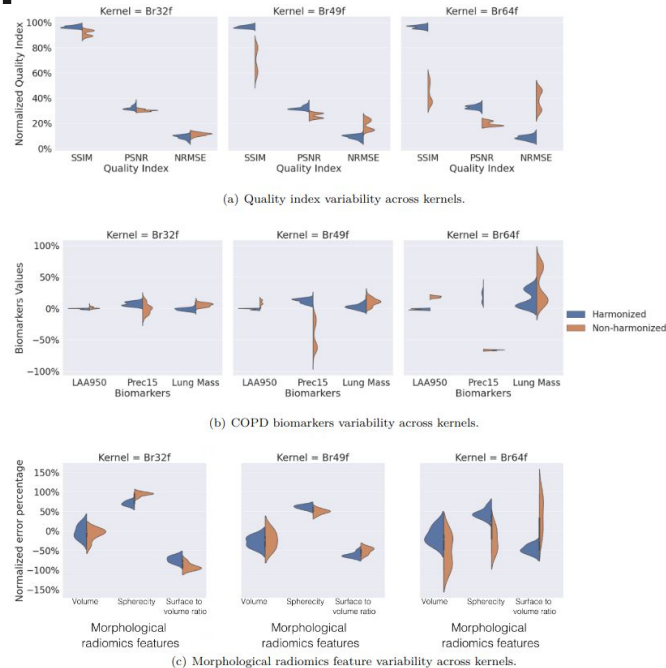 Kernel = Br32f Kernel = Br49f Kernel = Br64f
100%
80%
60%
40%
20%
0%
Normalized Quality Index
SSIM PSNR NRMSE SSIM PSNR NRMSE SSIM PSNR NRMSE
Quality Index Quality Index Quality Index
(a) Quality index variability across kernels.
Kernel = Br32f Kernel = Br49f Kernel = Br64f
100%
50%
0%
−50%
−100%
Biomarkers Values
Harmonized
Non-harmonized
LAA950 Prec15 Lung Mass LAA950 Prec15 Lung Mass LAA950 Prec15 Lung Mass
Biomarkers Biomarkers Biomarkers
(b) COPD biomarkers variability across kernels.
Kernel = Br32f Kernel = Br49f Kernel = Br64f
150%
100%
50%
0%
−50%
−100%
−150%
Normalized error percentage
Volume Spherecity Surface to Volume Spherecity Surface to Volume Spherecity Surface to
volume ratio volume ratio volume ratio
Morphological Morphological Morphological
radiomics features radiomics features radiomics features
(c) Morphological radiomics feature variability across kernels.